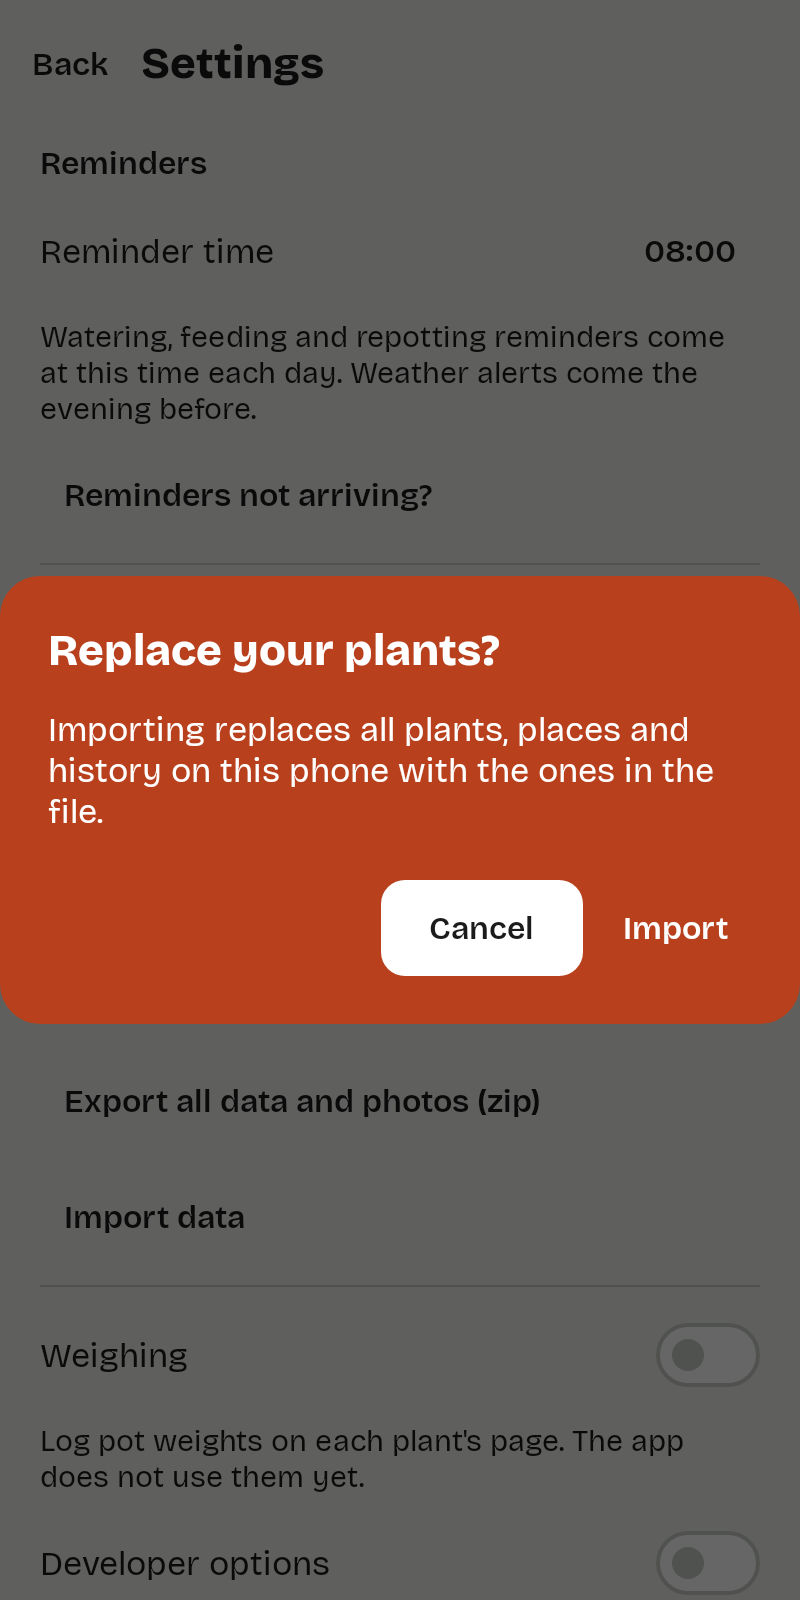 Back Settings
Reminders
Reminder time 08:00
Watering, feeding and repotting reminders come
at this time each day. Weather alerts come the
evening before.
Reminders not arriving?
Replace your plants?
Importing replaces all plants, places and
history on this phone with the ones in the
file.
Cancel Import
Export all data and photos (zip)
Import data
Weighing
Log pot weights on each plant's page. The app
does not use them yet.
Developer options